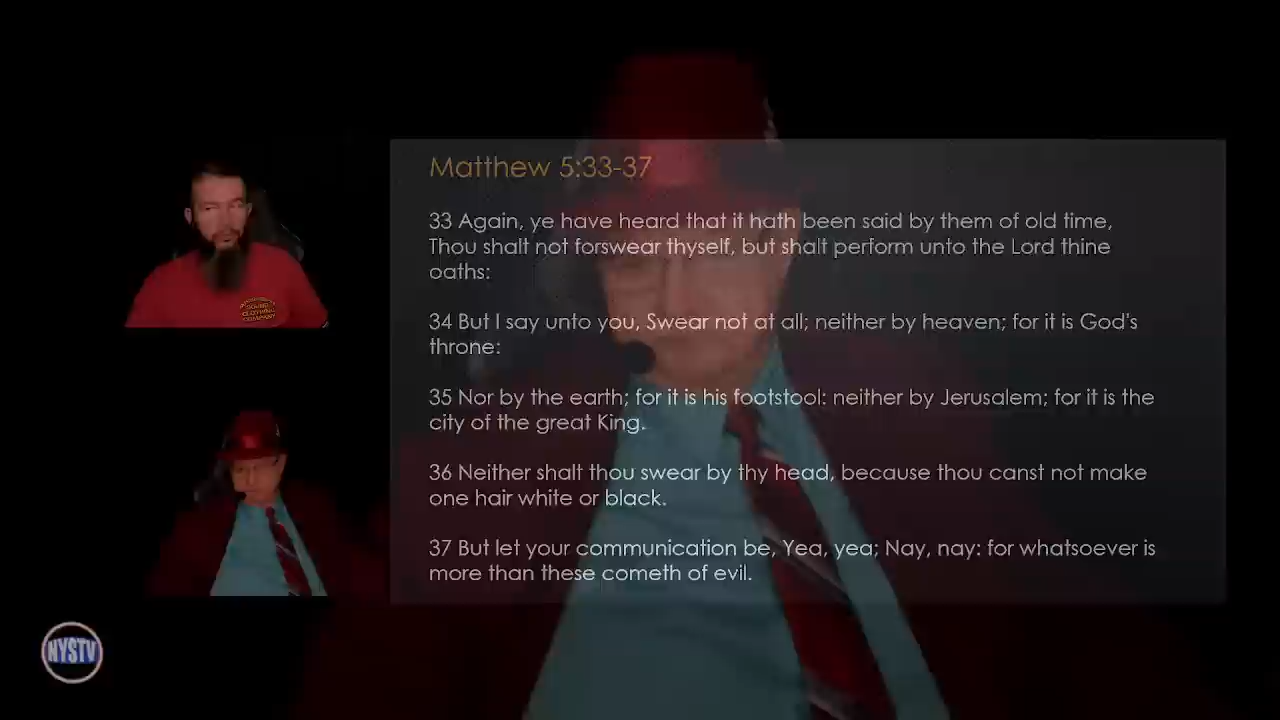 Matthew 5:33-37
33 Again, ye have heard that it hath been said by them of old time,
Thou shalt not forswear thyself, but shalt perform unto the Lord thine
oaths:
34 But I say unto you, Swear not at all; neither by heaven; for it is God's
throne:
35 Nor by the earth; for it is his footstool: neither by Jerusalem; for it is the
city of the great King.
36 Neither shalt thou swear by thy head, because thou canst not make
one hair white or black.
37 But let your communication be, Yea, yea; Nay, nay: for whatsoever is
more than these cometh of evil.
NYSTV